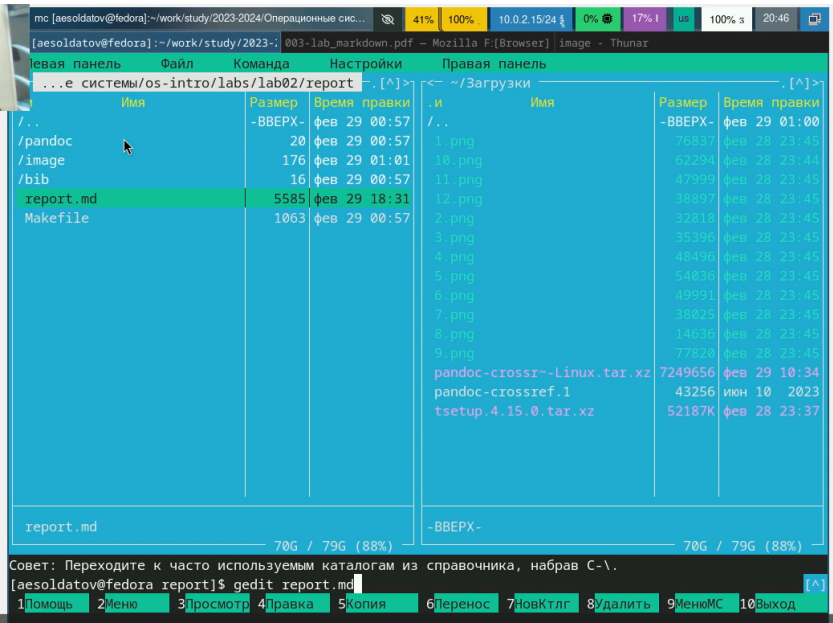 mc [aesoldatov@fedora]:~/work/study/2023-2024/Операционные сис... 41% 100% 10.0.2.15/24 0% 17% us 100% 20:46
[aesoldatov@fedora]:~/work/study/2023-2 003-lab_markdown.pdf — Mozilla F:[Browser] image - Thunar
Левая панель Файл Команда Настройки Правая панель
...е системы/os-intro/labs/lab02/report .[^]> <— ~/Загрузки .[^]>
.и Имя Размер Время правки .и Имя Размер Время правки
/.. -ВВЕРХ- фев 29 00:57 /.. -ВВЕРХ- фев 29 01:00
/pandoc 20 фев 29 00:57 1.png 76837 фев 28 23:45
/image 176 фев 29 01:01 10.png 62294 фев 28 23:44
/bib 16 фев 29 00:57 11.png 47999 фев 28 23:45
report.md 5585 фев 29 18:31 12.png 38897 фев 28 23:45
Makefile 1063 фев 29 00:57 2.png 32818 фев 28 23:45
3.png 35396 фев 28 23:45
4.png 48496 фев 28 23:45
5.png 54036 фев 28 23:45
6.png 49991 фев 28 23:45
7.png 38025 фев 28 23:45
8.png 14636 фев 28 23:45
9.png 77820 фев 28 23:45
pandoc-crossr~-Linux.tar.xz 7249656 фев 29 10:34
pandoc-crossref.1 43256 июн 10 2023
tsetup.4.15.0.tar.xz 52187K фев 28 23:37
report.md -ВВЕРХ-
70G / 79G (88%) 70G / 79G (88%)
Совет: Переходите к часто используемым каталогам из справочника, набрав C-\.
[aesoldatov@fedora report]$ gedit report.md [^]
1Помощь 2Меню 3Просмотр 4Правка 5Копия 6Перенос 7НовКтлг 8Удалить 9МенюМС 10Выход